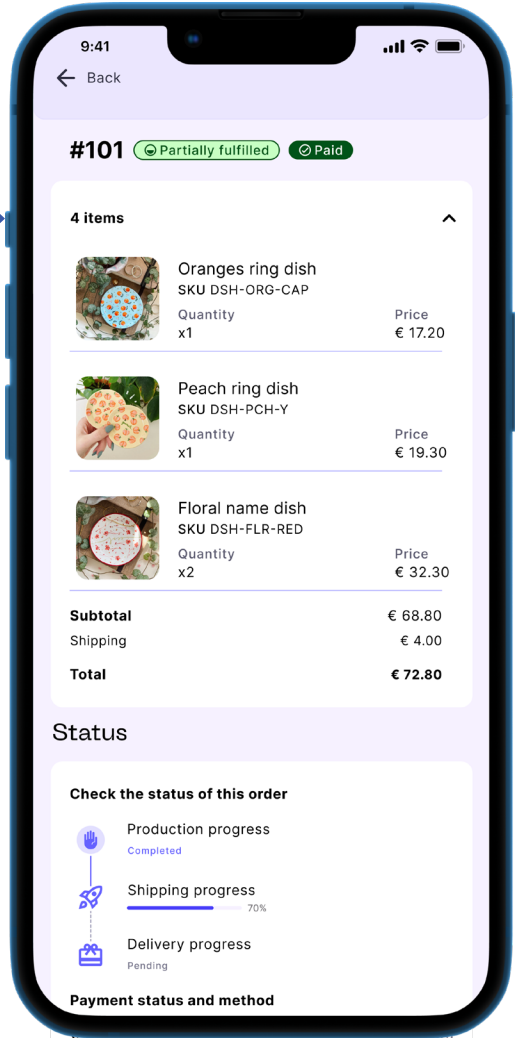 9:41
Back
#101 Partially fulfilled Paid
4 items
Oranges ring dish
SKU DSH-ORG-CAP
Quantity Price
x1 € 17.20
Peach ring dish
SKU DSH-PCH-Y
Quantity Price
x1 € 19.30
Floral name dish
SKU DSH-FLR-RED
Quantity Price
x2 € 32.30
Subtotal € 68.80
Shipping € 4.00
Total € 72.80
Status
Check the status of this order
Production progress
Completed
Shipping progress
70%
Delivery progress
Pending
Payment status and method